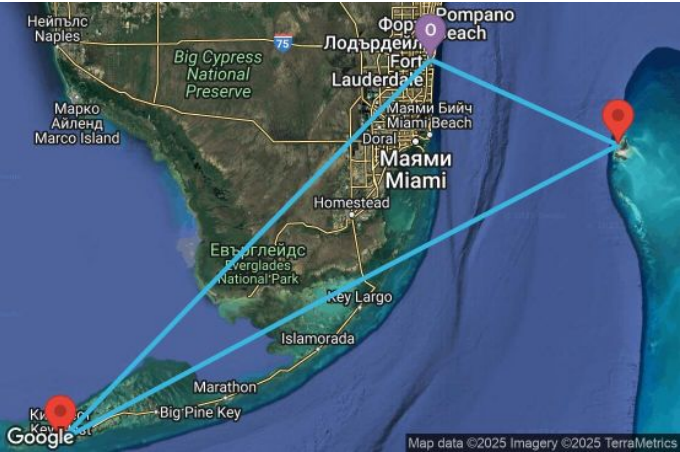 Нейпълс
Naples
75
Big Cypress
National
Preserve
Pompano
Beach
Fort
Lauderdale
O
Марко
Айленд
Marco Island
Маями Бийч
Miami Beach
Doral
Маями
Miami
Homestead
Евърглейдс
Everglades
National Park
Key Largo
Islamorada
Marathon
Big Pine Key
Google
Map data ©2025 Imagery ©2025 TerraMetrics